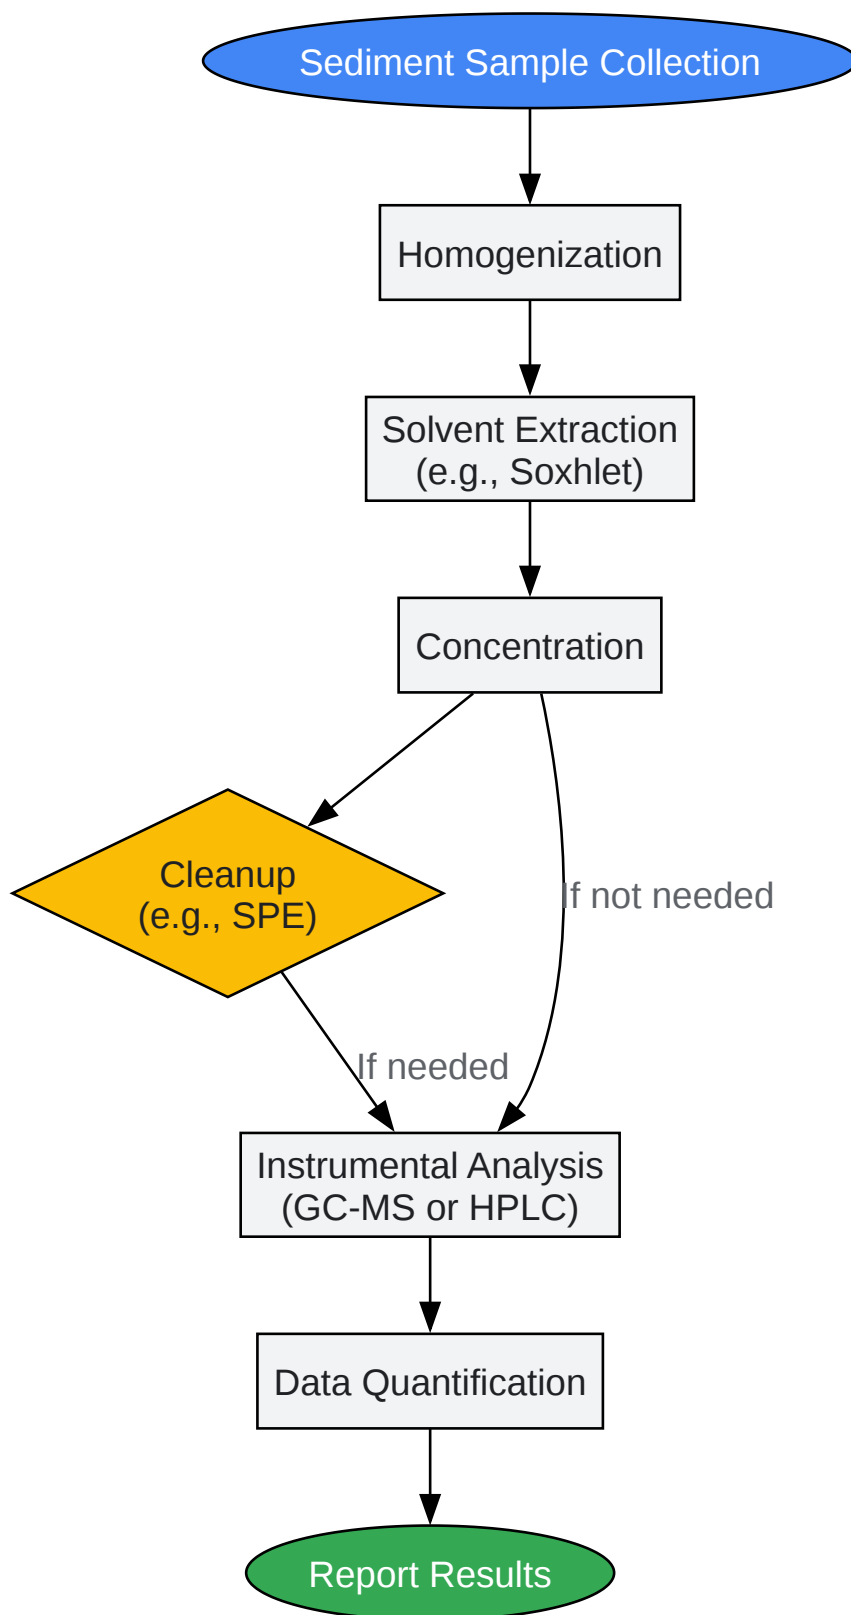 Sediment Sample Collection
Homogenization
Solvent Extraction
(e.g., Soxhlet)
Concentration
Cleanup
(e.g., SPE)
If not needed
If needed
Instrumental Analysis
(GC-MS or HPLC)
Data Quantification
Report Results